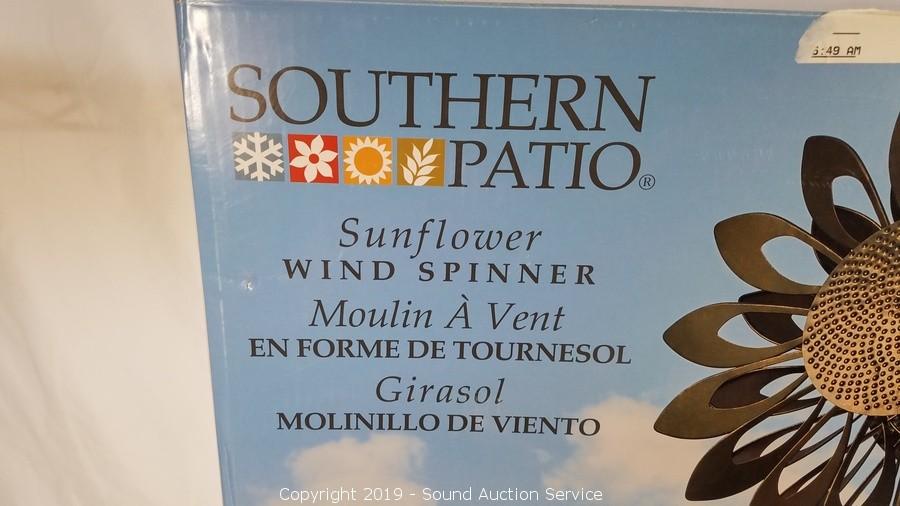 :49 AM
SOUTHERN
PATIO®
Sunflower
WIND SPINNER
Moulin À Vent
EN FORME DE TOURNESOL
Girasol
MOLINILLO DE VIENTO
Copyright 2019 - Sound Auction Service